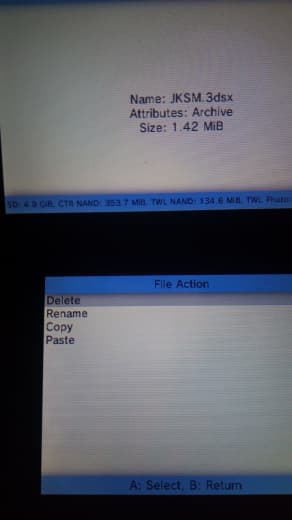 Name: JKSM.3dsx
Attributes: Archive
Size: 1.42 MiB
SD: 4.9 GiB, CTR NAND: 353.7 MiB, TWL NAND: 134.6 MiB, TWL Photo:
File Action
Delete
Rename
Copy
Paste
A: Select, B: Return